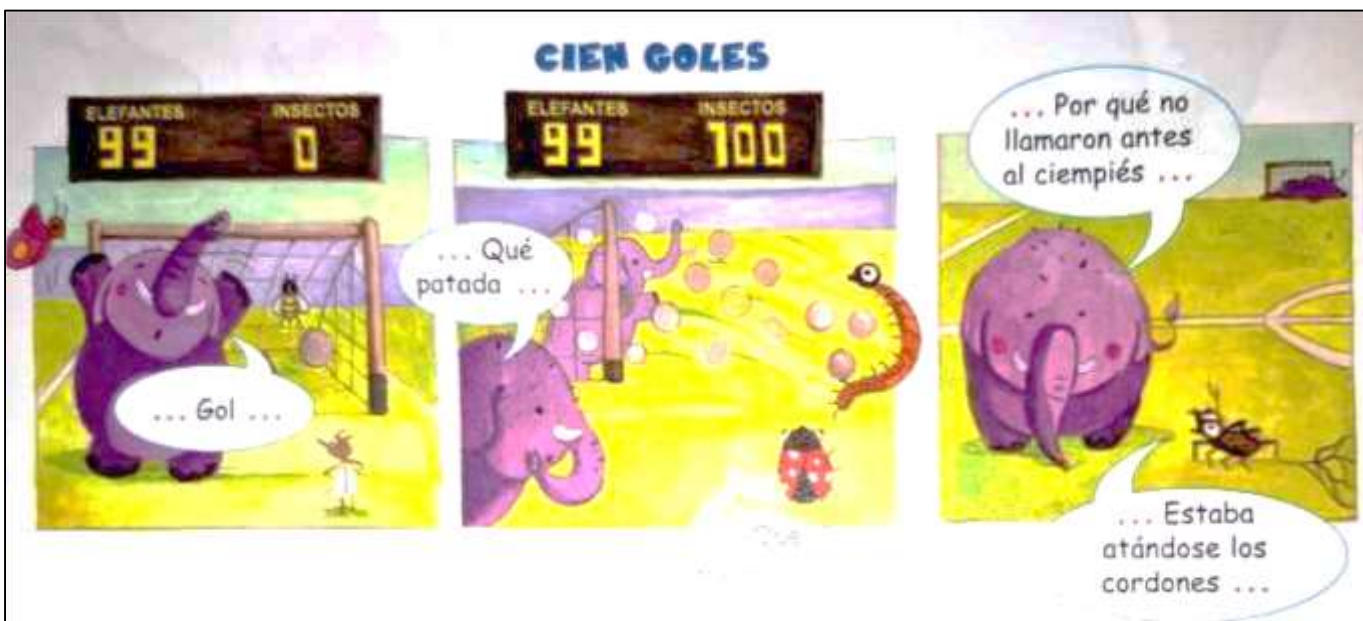 CIEN GOLES
ELEFANTES INSECTOS
99 0
... Gol ...
ELEFANTES INSECTOS
99 100
... Qué
patada ...
... Por qué no
llamaron antes
al ciempiés ...
... Estaba
atándose los
cordones ...